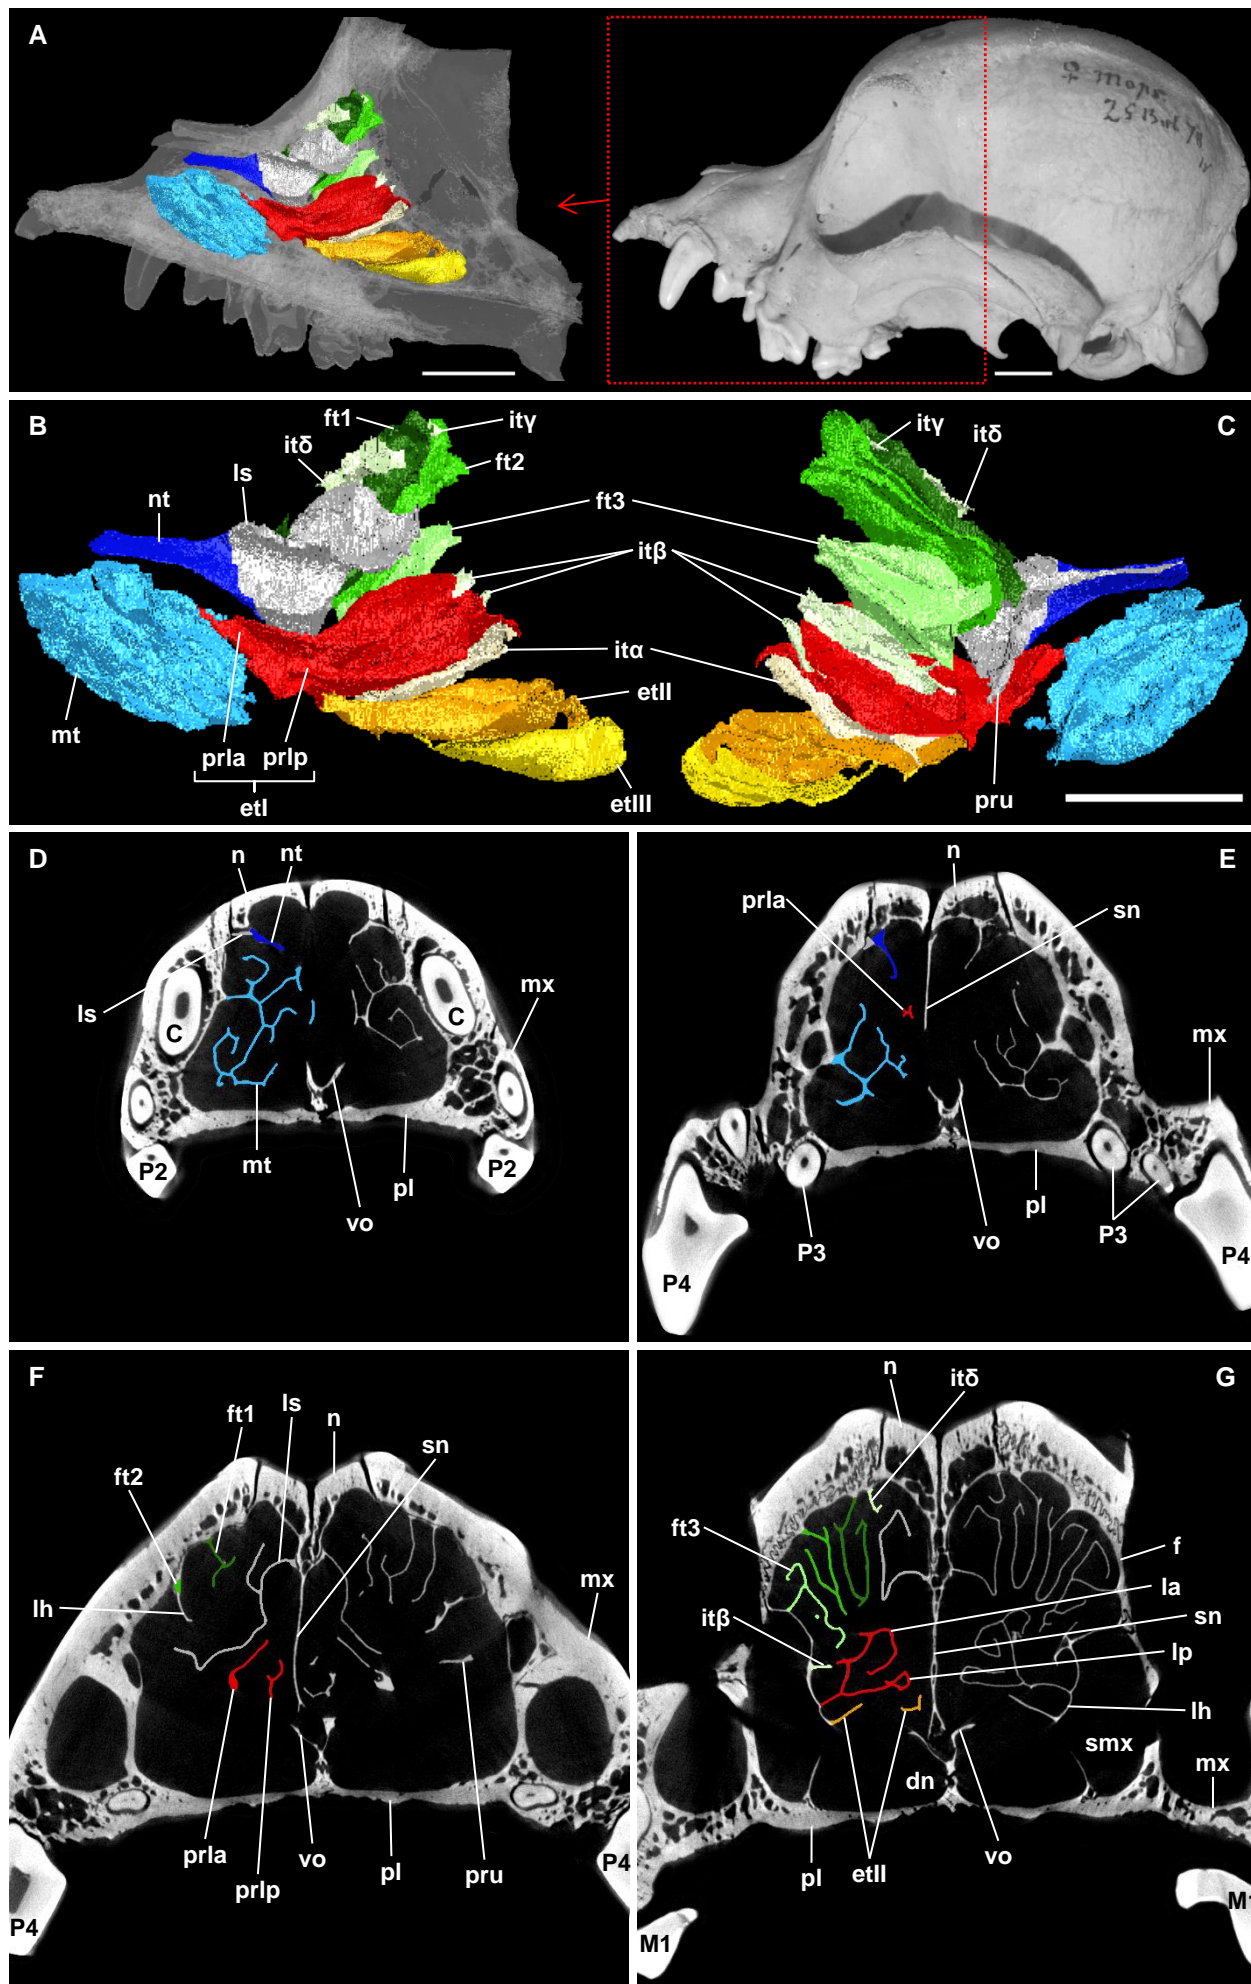 A
♀ Mops
B
C
ft1
itγ
itδ
ft2
ls
nt
ft3
itβ
itα
etII
mt
prla
prlp
etI
etIII
pru
itγ
itδ
D
n
nt
ls
C
C
mx
P2
P2
mt
vo
pl
E
n
prla
sn
mx
P3
vo
pl
P3
P4
P4
F
ft1
ls
n
sn
ft2
lh
mx
prla
prlp
vo
pl
pru
P4
P4
G
n
itδ
ft3
f
la
itβ
sn
lp
lh
smx
mx
dn
pl
etII
vo
M1
M1